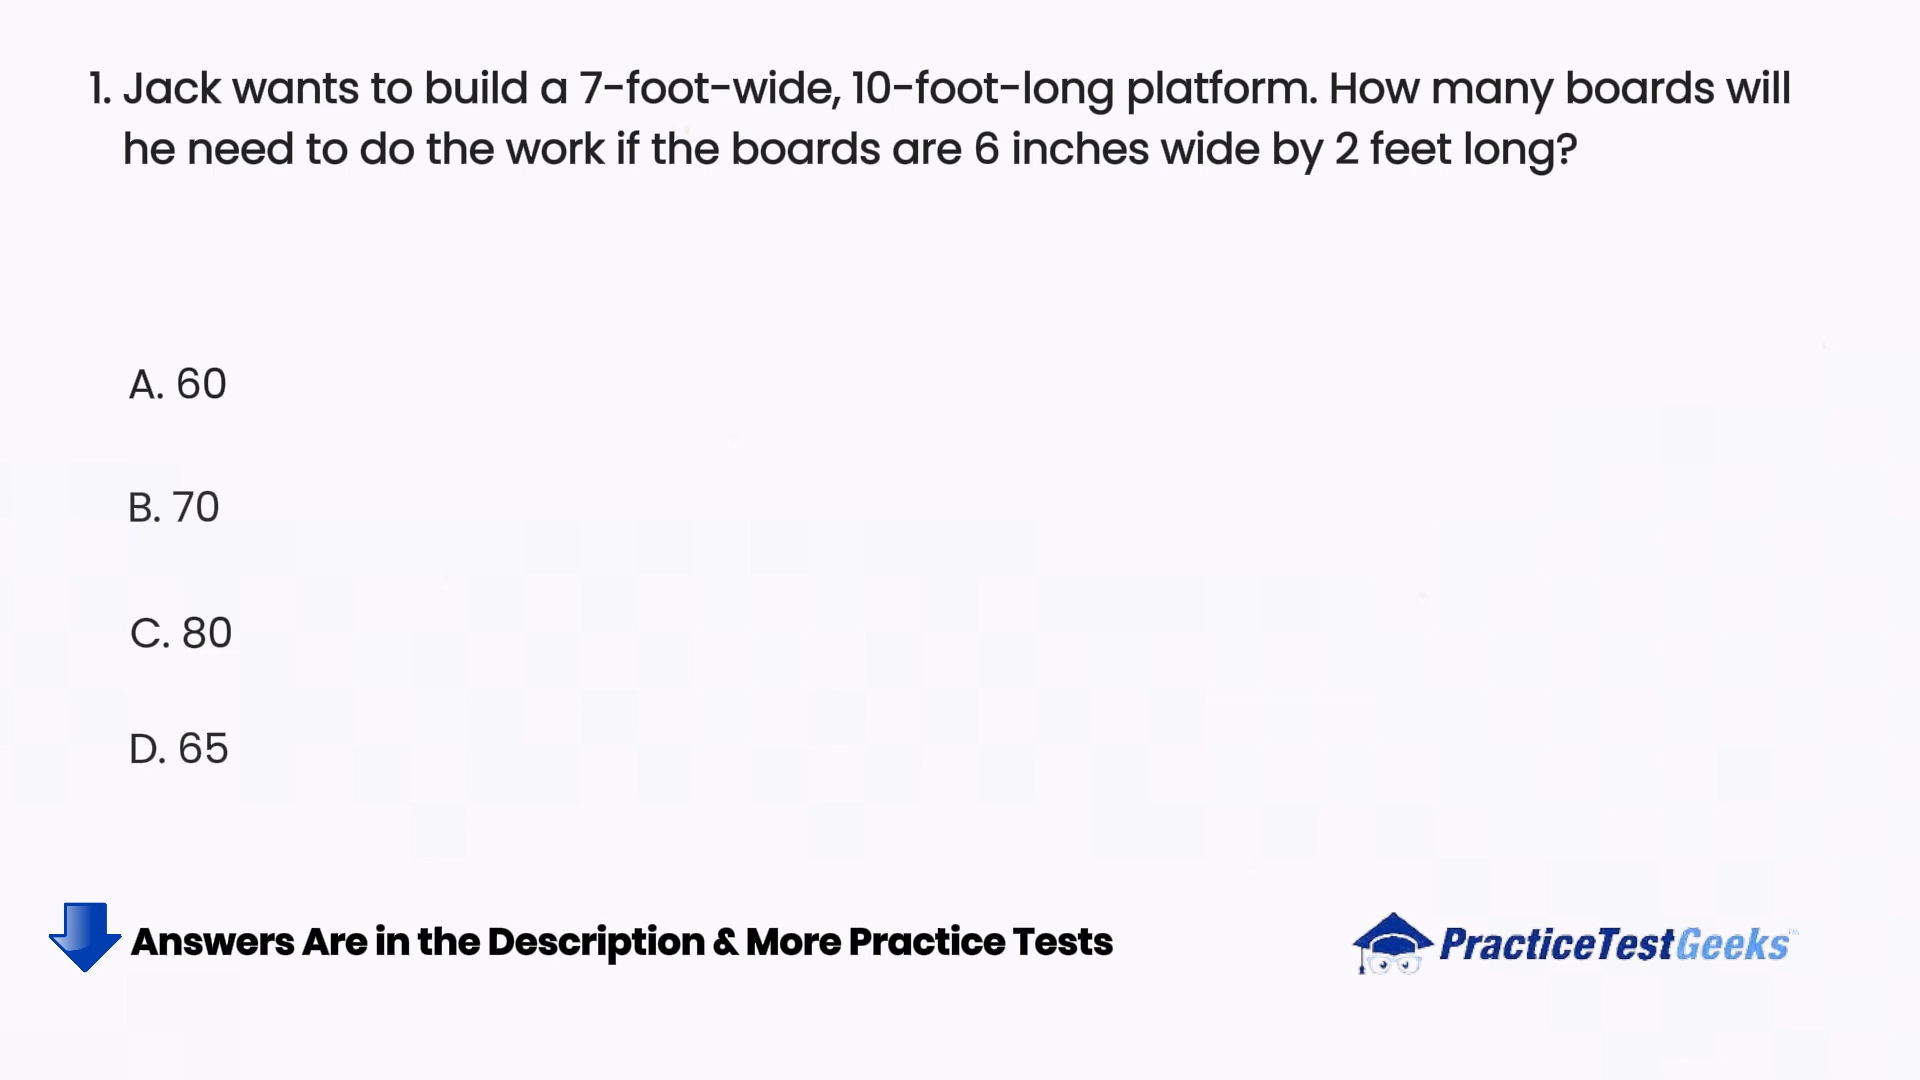 1. Jack wants to build a 7-foot-wide, 10-foot-long platform. How many boards will
he need to do the work if the boards are 6 inches wide by 2 feet long?
A. 60
B. 70
C. 80
D. 65
Answers Are in the Description & More Practice Tests
PracticeTestGeeks™